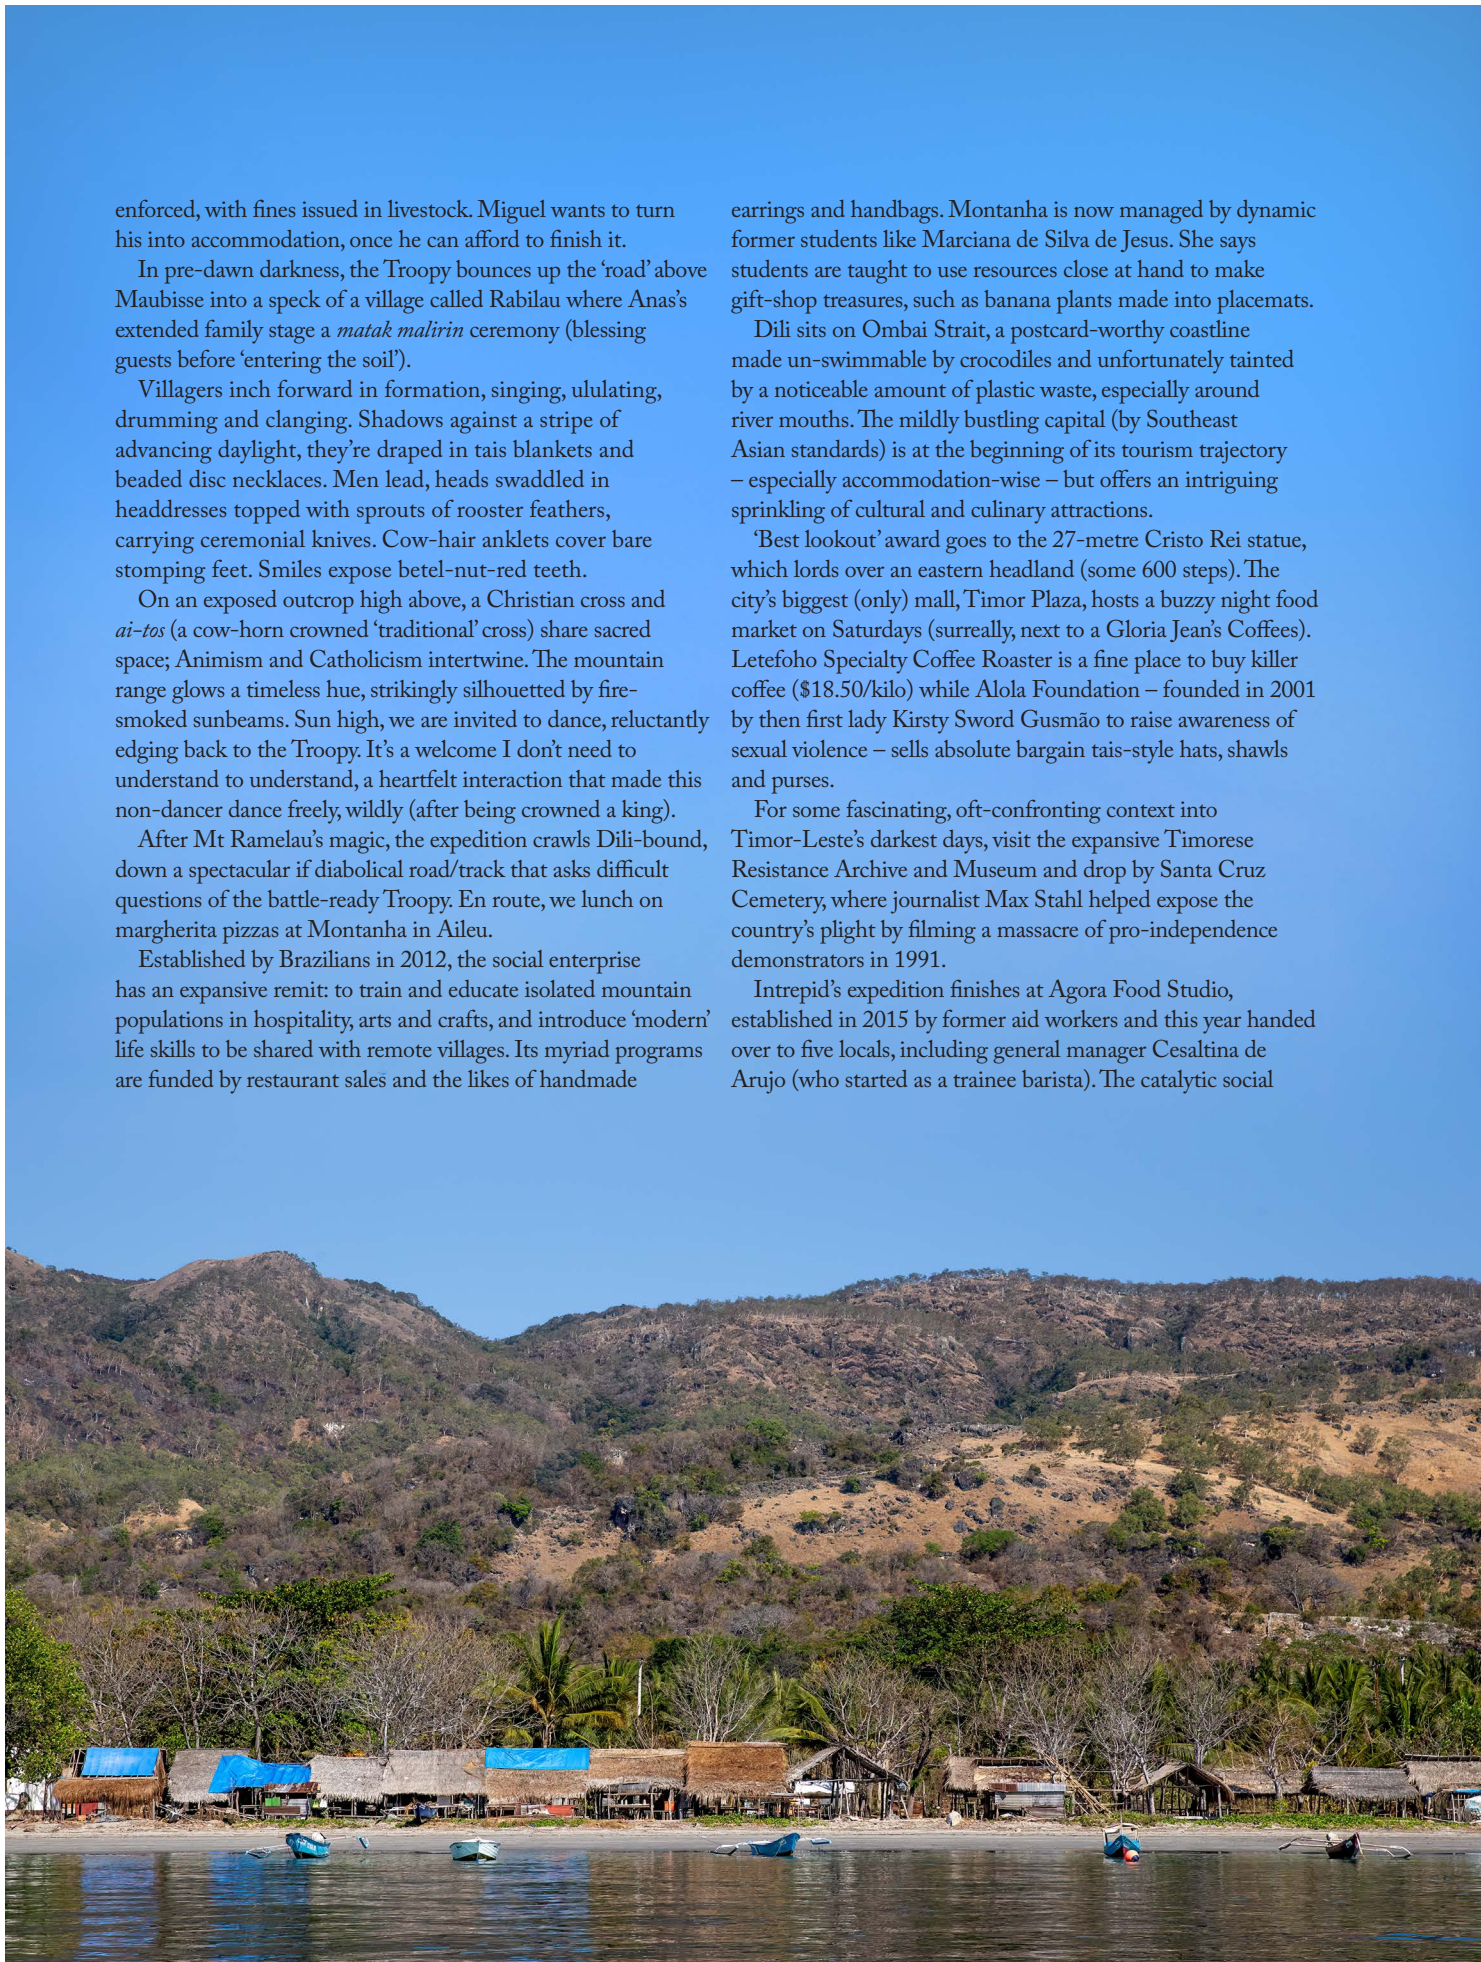 enforced, with fines issued in livestock. Miguel wants to turn
his into accommodation, once he can afford to finish it.
In pre-dawn darkness, the Troopy bounces up the ‘road’ above
Maubisse into a speck of a village called Rabilau where Anas’s
extended family stage a matak malirin ceremony (blessing
guests before ‘entering the soil’).
Villagers inch forward in formation, singing, ululating,
drumming and clanging. Shadows against a stripe of
advancing daylight, they’re draped in tais blankets and
beaded disc necklaces. Men lead, heads swaddled in
headdresses topped with sprouts of rooster feathers,
carrying ceremonial knives. Cow-hair anklets cover bare
stomping feet. Smiles expose betel-nut-red teeth.
On an exposed outcrop high above, a Christian cross and
ai-tos (a cow-horn crowned ‘traditional’ cross) share sacred
space; Animism and Catholicism intertwine. The mountain
range glows a timeless hue, strikingly silhouetted by fire-
smoked sunbeams. Sun high, we are invited to dance, reluctantly
edging back to the Troopy. It’s a welcome I don’t need to
understand to understand, a heartfelt interaction that made this
non-dancer dance freely, wildly (after being crowned a king).
After Mt Ramelau’s magic, the expedition crawls Dili-bound,
down a spectacular if diabolical road/track that asks difficult
questions of the battle-ready Troopy. En route, we lunch on
margherita pizzas at Montanha in Aileu.
Established by Brazilians in 2012, the social enterprise
has an expansive remit: to train and educate isolated mountain
populations in hospitality, arts and crafts, and introduce ‘modern’
life skills to be shared with remote villages. Its myriad programs
are funded by restaurant sales and the likes of handmade
earrings and handbags. Montanha is now managed by dynamic
former students like Marciana de Silva de Jesus. She says
students are taught to use resources close at hand to make
gift-shop treasures, such as banana plants made into placemats.
Dili sits on Ombai Strait, a postcard-worthy coastline
made un-swimmable by crocodiles and unfortunately tainted
by a noticeable amount of plastic waste, especially around
river mouths. The mildly bustling capital (by Southeast
Asian standards) is at the beginning of its tourism trajectory
– especially accommodation-wise – but offers an intriguing
sprinkling of cultural and culinary attractions.
‘Best lookout’ award goes to the 27-metre Cristo Rei statue,
which lords over an eastern headland (some 600 steps). The
city’s biggest (only) mall, Timor Plaza, hosts a buzzy night food
market on Saturdays (surreally, next to a Gloria Jean’s Coffees).
Letefoho Specialty Coffee Roaster is a fine place to buy killer
coffee ($18.50/kilo) while Alola Foundation – founded in 2001
by then first lady Kirsty Sword Gusmão to raise awareness of
sexual violence – sells absolute bargain tais-style hats, shawls
and purses.
For some fascinating, oft-confronting context into
Timor-Leste’s darkest days, visit the expansive Timorese
Resistance Archive and Museum and drop by Santa Cruz
Cemetery, where journalist Max Stahl helped expose the
country’s plight by filming a massacre of pro-independence
demonstrators in 1991.
Intrepid’s expedition finishes at Agora Food Studio,
established in 2015 by former aid workers and this year handed
over to five locals, including general manager Cesaltina de
Arujo (who started as a trainee barista). The catalytic social